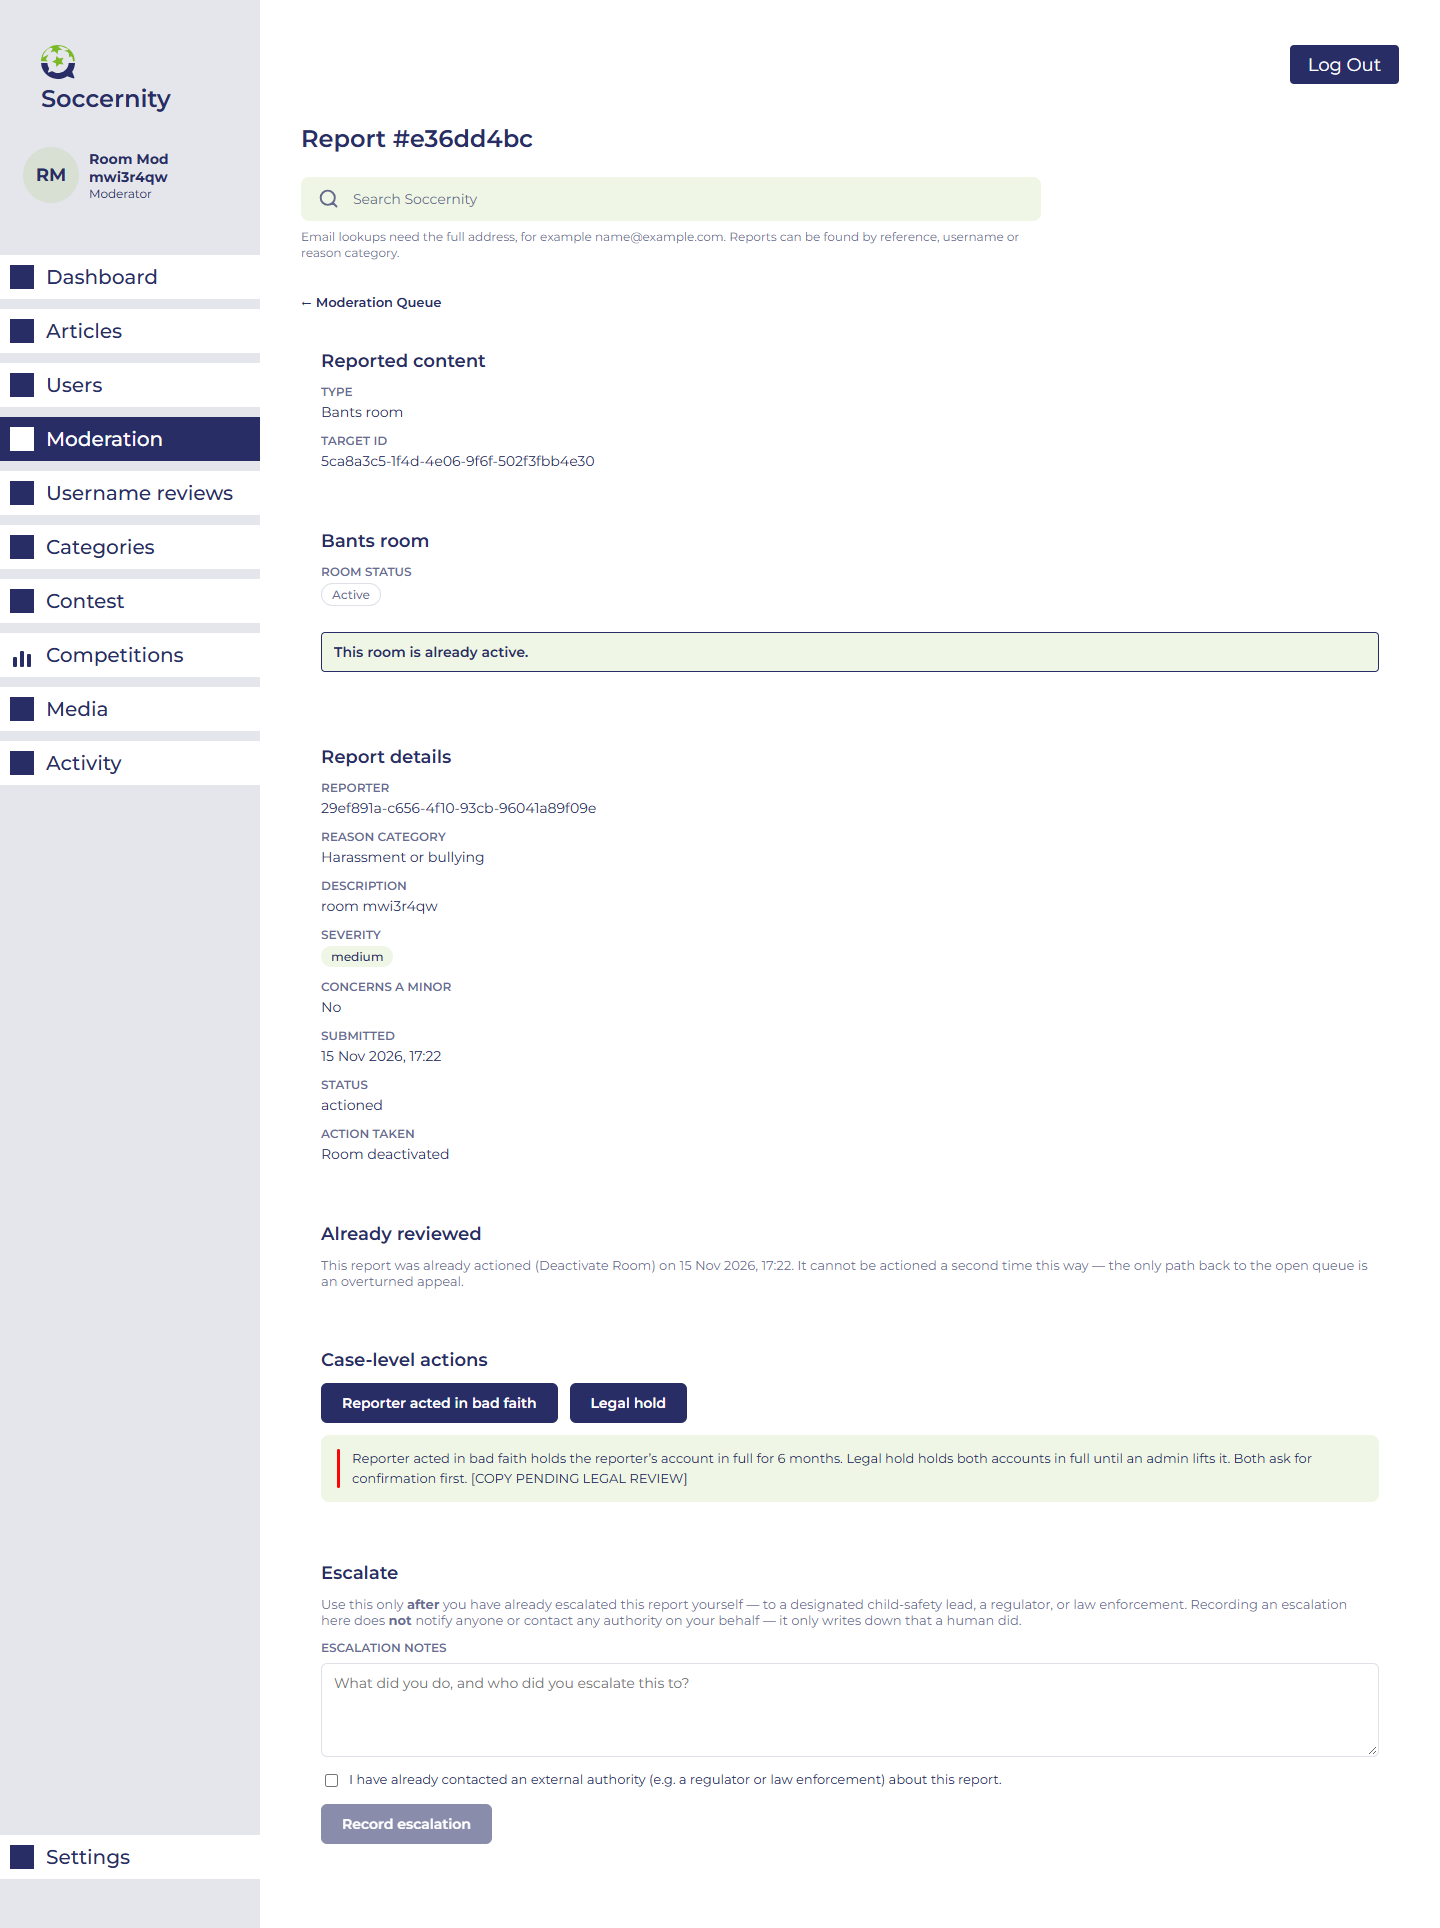 Soccernity
Log Out
RM
Room Mod
mwi3r4qw
Moderator
Dashboard
Articles
Users
Moderation
Username reviews
Categories
Contest
Competitions
Media
Activity
Settings
Report #e36dd4bc
Search Soccernity
Email lookups need the full address, for example name@example.com. Reports can be found by reference, username or
reason category.
← Moderation Queue
Reported content
TYPE
Bants room
TARGET ID
5ca8a3c5-1f4d-4e06-9f6f-502f3fbb4e30
Bants room
ROOM STATUS
Active
This room is already active.
Report details
REPORTER
29ef891a-c656-4f10-93cb-96041a89f09e
REASON CATEGORY
Harassment or bullying
DESCRIPTION
room mwi3r4qw
SEVERITY
medium
CONCERNS A MINOR
No
SUBMITTED
15 Nov 2026, 17:22
STATUS
actioned
ACTION TAKEN
Room deactivated
Already reviewed
This report was already actioned (Deactivate Room) on 15 Nov 2026, 17:22. It cannot be actioned a second time this way — the only path back to the open queue is
an overturned appeal.
Case-level actions
Reporter acted in bad faith
Legal hold
Reporter acted in bad faith holds the reporter’s account in full for 6 months. Legal hold holds both accounts in full until an admin lifts it. Both ask for
confirmation first. [COPY PENDING LEGAL REVIEW]
Escalate
Use this only after you have already escalated this report yourself — to a designated child-safety lead, a regulator, or law enforcement. Recording an escalation
here does not notify anyone or contact any authority on your behalf — it only writes down that a human did.
ESCALATION NOTES
What did you do, and who did you escalate this to?
I have already contacted an external authority (e.g. a regulator or law enforcement) about this report.
Record escalation